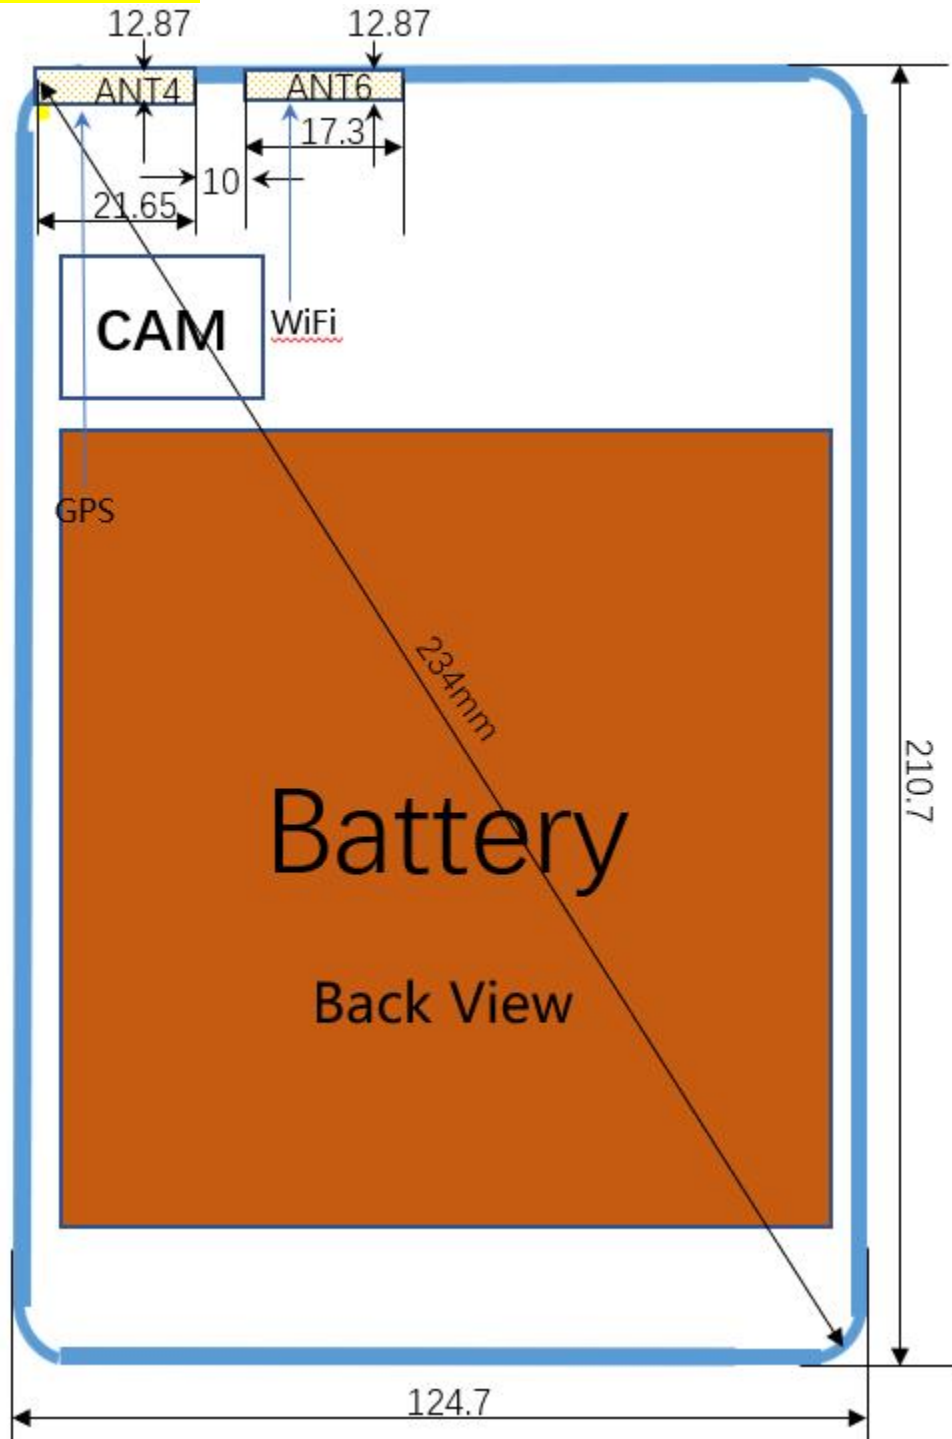 12.87
12.87
ANT4
ANT6
17.3
10
21.65
CAM
WiFi
GPS
234mm
210.7
Battery
Back View
124.7